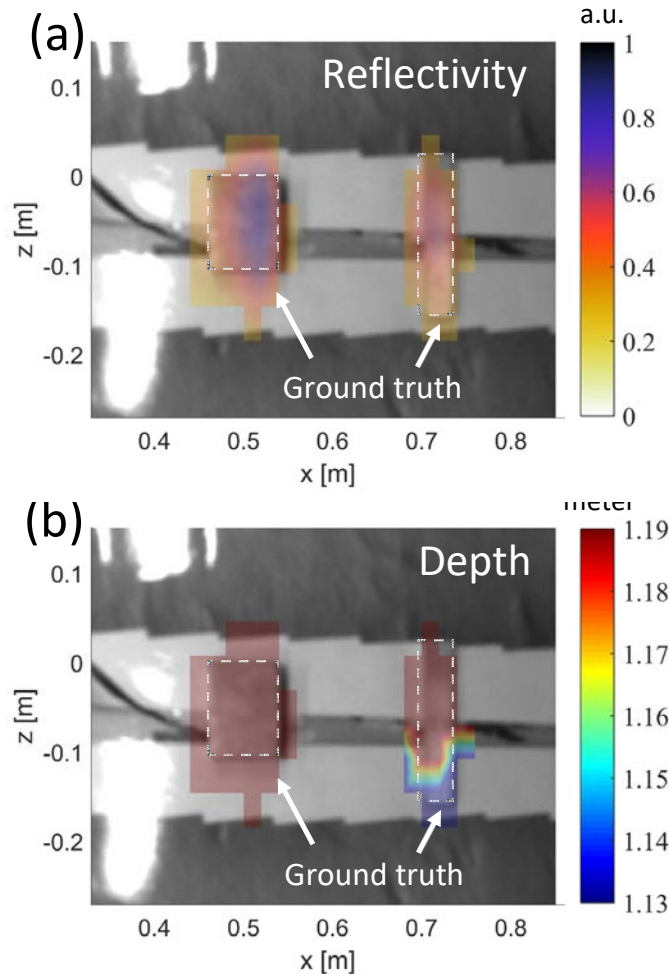 (a)
a.u.
Reflectivity
Ground truth
0.1
0
-0.1
-0.2
z [m]
0.4 0.5 0.6 0.7 0.8
x [m]
1
0.8
0.6
0.4
0.2
0
(b)
meter
Depth
Ground truth
0.1
0
-0.1
-0.2
z [m]
0.4 0.5 0.6 0.7 0.8
x [m]
1.19
1.18
1.17
1.16
1.15
1.14
1.13